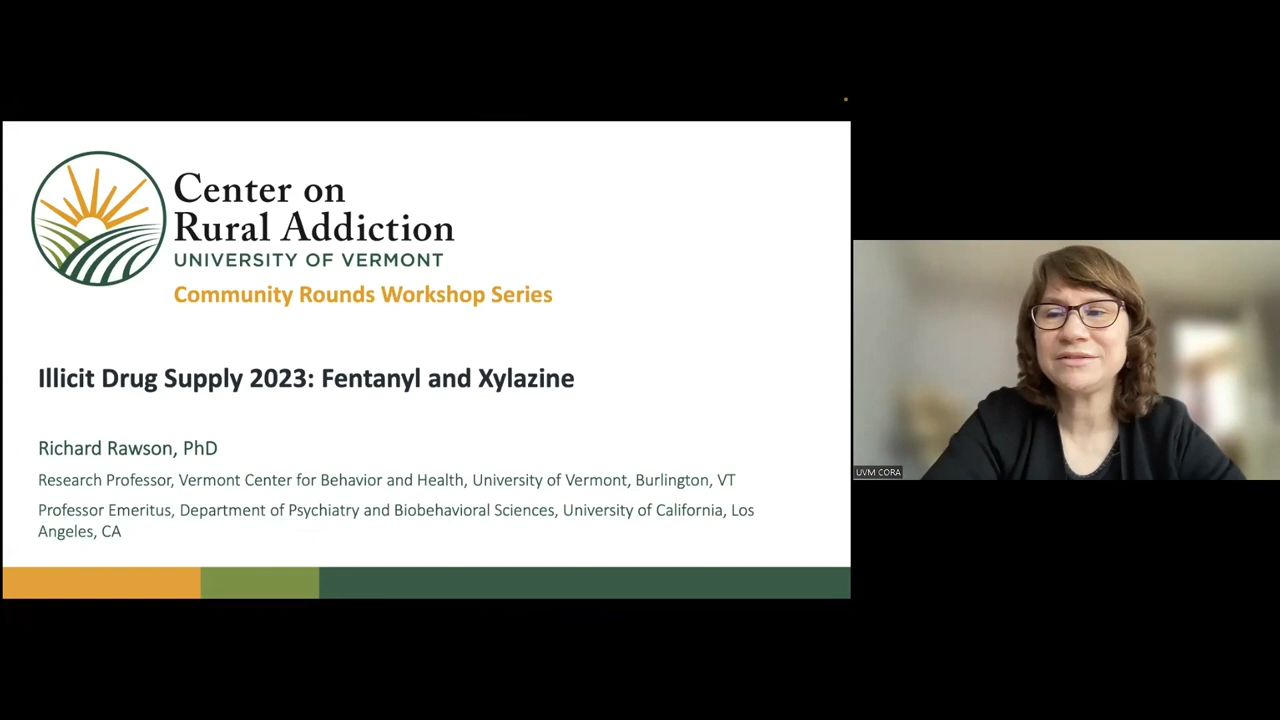 Center on
Rural Addiction
UNIVERSITY OF VERMONT
Community Rounds Workshop Series
Illicit Drug Supply 2023: Fentanyl and Xylazine
Richard Rawson, PhD
Research Professor, Vermont Center for Behavior and Health, University of Vermont, Burlington, VT
Professor Emeritus, Department of Psychiatry and Biobehavioral Sciences, University of California, Los
Angeles, CA
UVM CORA